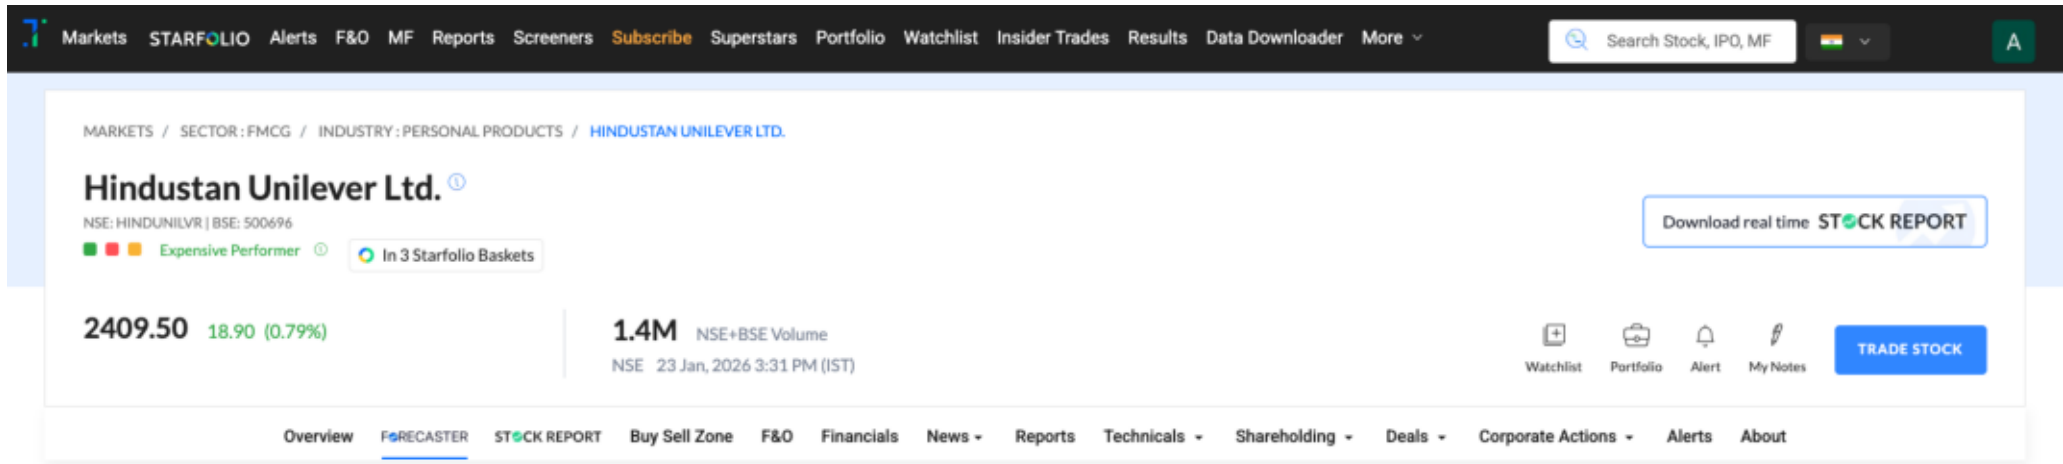 Markets STARFOLIO Alerts F&O MF Reports Screeners Subscribe Superstars Portfolio Watchlist Insider Trades Results Data Downloader More Search Stock, IPO, MF A
MARKETS / SECTOR : FMCG / INDUSTRY : PERSONAL PRODUCTS / HINDUSTAN UNILEVER LTD.
Hindustan Unilever Ltd.
NSE: HINDUNILVR | BSE: 500696
Download real time STOCK REPORT
Expensive Performer In 3 Starfolio Baskets
2409.50 18.90 (0.79%) 1.4M NSE+BSE Volume
NSE 23 Jan, 2026 3:31 PM (IST)
Watchlist Portfolio Alert My Notes TRADE STOCK
Overview FORECASTER STOCK REPORT Buy Sell Zone F&O Financials News Reports Technicals Shareholding Deals Corporate Actions Alerts About